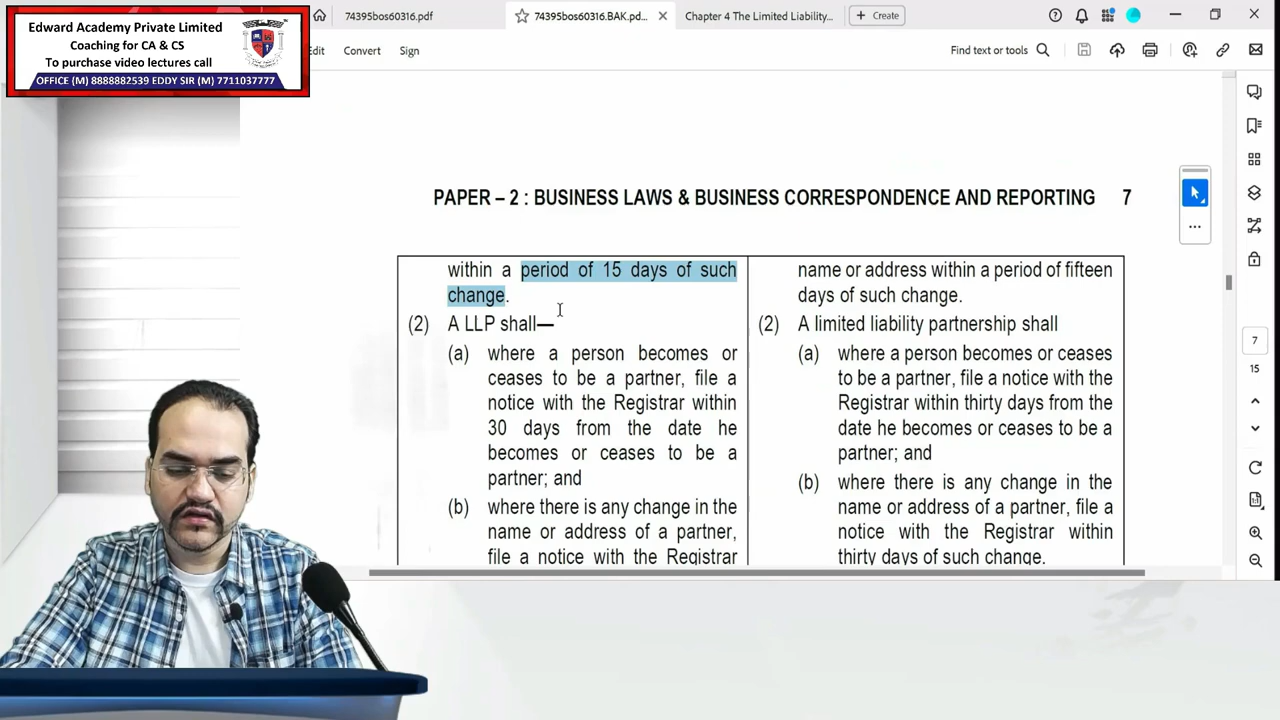 Edward Academy Private Limited
Coaching for CA & CS
To purchase video lectures call
OFFICE (M) 8888882539 EDDY SIR (M) 7711037777
74395bos60316.pdf
74395bos60316.BAK.pd...
Chapter 4 The Limited Liability...
Create
Edit
Convert
Sign
Find text or tools
PAPER – 2 : BUSINESS LAWS & BUSINESS CORRESPONDENCE AND REPORTING 7
within a period of 15 days of such
change.
(2) A LLP shall—
(a) where a person becomes or
ceases to be a partner, file a
notice with the Registrar within
30 days from the date he
becomes or ceases to be a
partner; and
(b) where there is any change in the
name or address of a partner,
file a notice with the Registrar
name or address within a period of fifteen
days of such change.
(2) A limited liability partnership shall
(a) where a person becomes or ceases
to be a partner, file a notice with the
Registrar within thirty days from the
date he becomes or ceases to be a
partner; and
(b) where there is any change in the
name or address of a partner, file a
notice with the Registrar within
thirty days of such change.
7
15